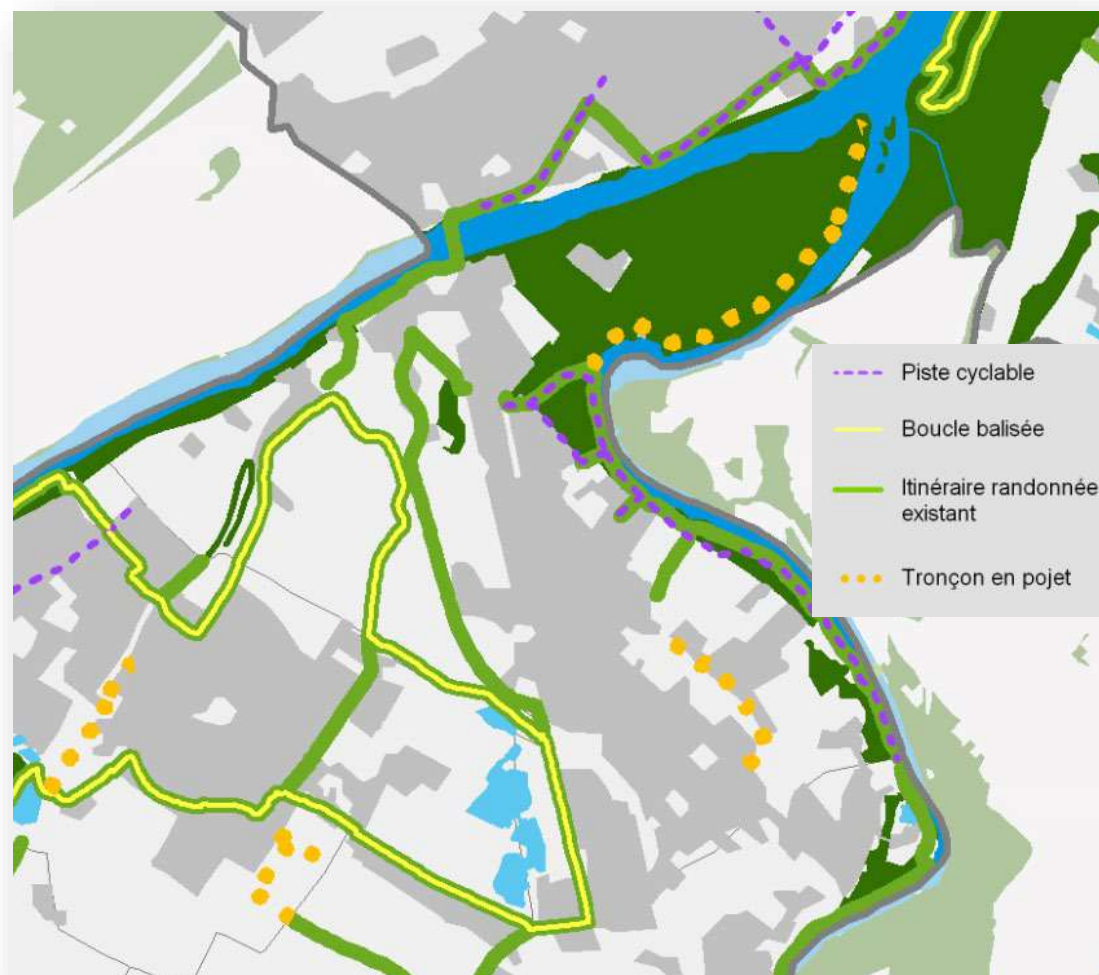 Piste cyclable
Boucle balisée
Itinéraire randonnée
existant
Tronçon en pojet